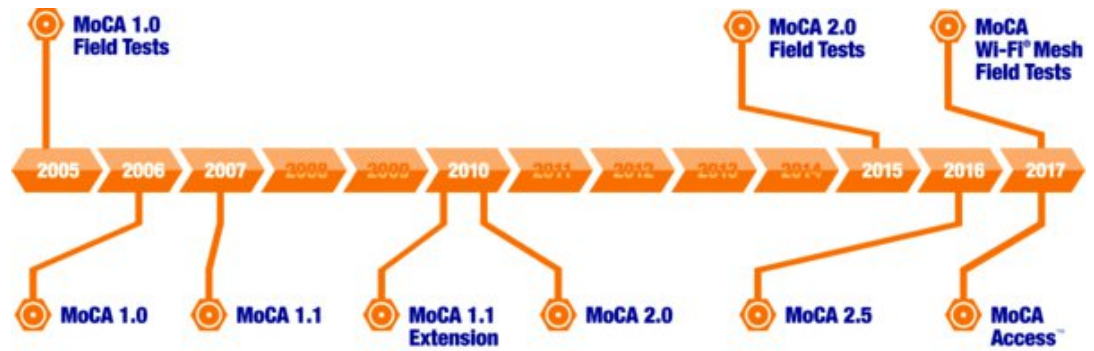 MoCA 1.0
Field Tests
MoCA 2.0
Field Tests
MoCA
Wi-Fi® Mesh
Field Tests
2005 2006 2007 2008 2009 2010 2011 2012 2013 2014 2015 2016 2017
MoCA 1.0
MoCA 1.1
MoCA 1.1
Extension
MoCA 2.0
MoCA 2.5
MoCA
Access™